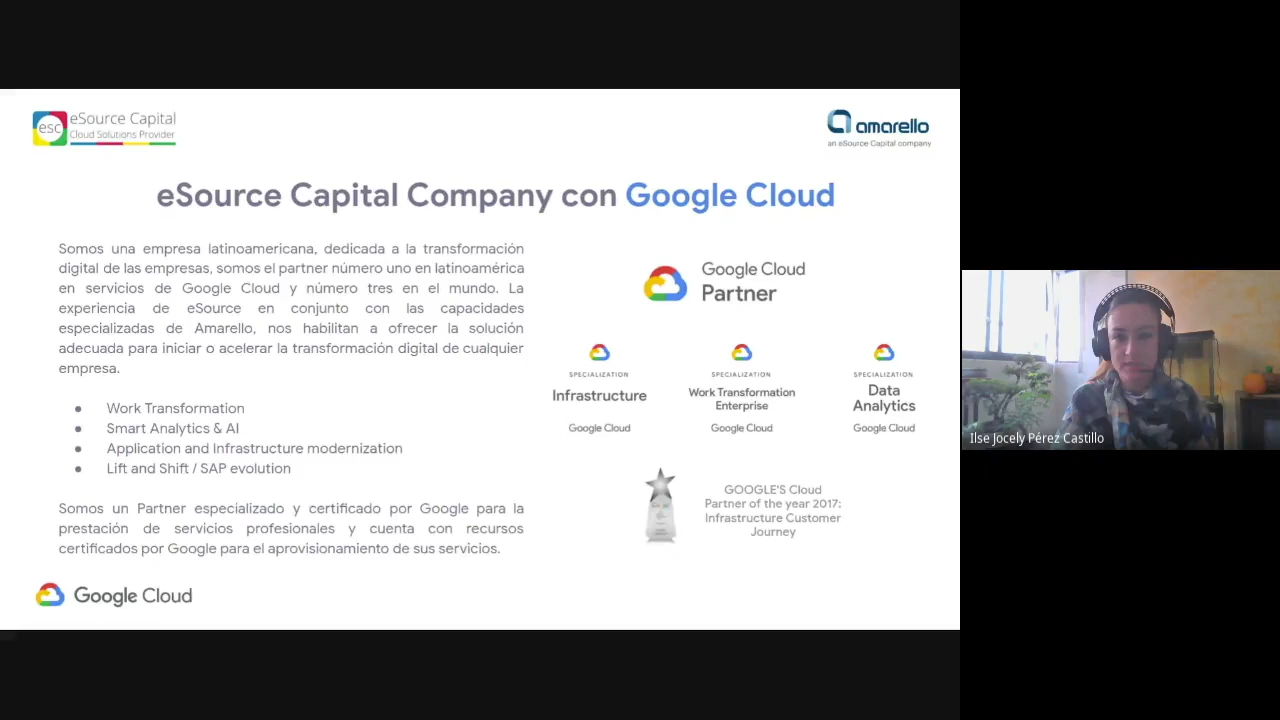 esc
eSource Capital
Cloud Solutions Provider
amarello
an eSource Capital company
eSource Capital Company con Google Cloud
Somos una empresa latinoamericana, dedicada a la transformación
digital de las empresas, somos el partner número uno en latinoamérica
en servicios de Google Cloud y número tres en el mundo. La
experiencia de eSource en conjunto con las capacidades
especializadas de Amarello, nos habilitan a ofrecer la solución
adecuada para iniciar o acelerar la transformación digital de cualquier
empresa.
● Work Transformation
● Smart Analytics & AI
● Application and Infrastructure modernization
● Lift and Shift / SAP evolution
Somos un Partner especializado y certificado por Google para la
prestación de servicios profesionales y cuenta con recursos
certificados por Google para el aprovisionamiento de sus servicios.
Google Cloud
Google Cloud
Partner
SPECIALIZATION
Infrastructure
Google Cloud
SPECIALIZATION
Work Transformation
Enterprise
Google Cloud
SPECIALIZATION
Data
Analytics
Google Cloud
GOOGLE'S Cloud
Partner of the year 2017:
Infrastructure Customer
Journey
Ilse Jocely Pérez Castillo